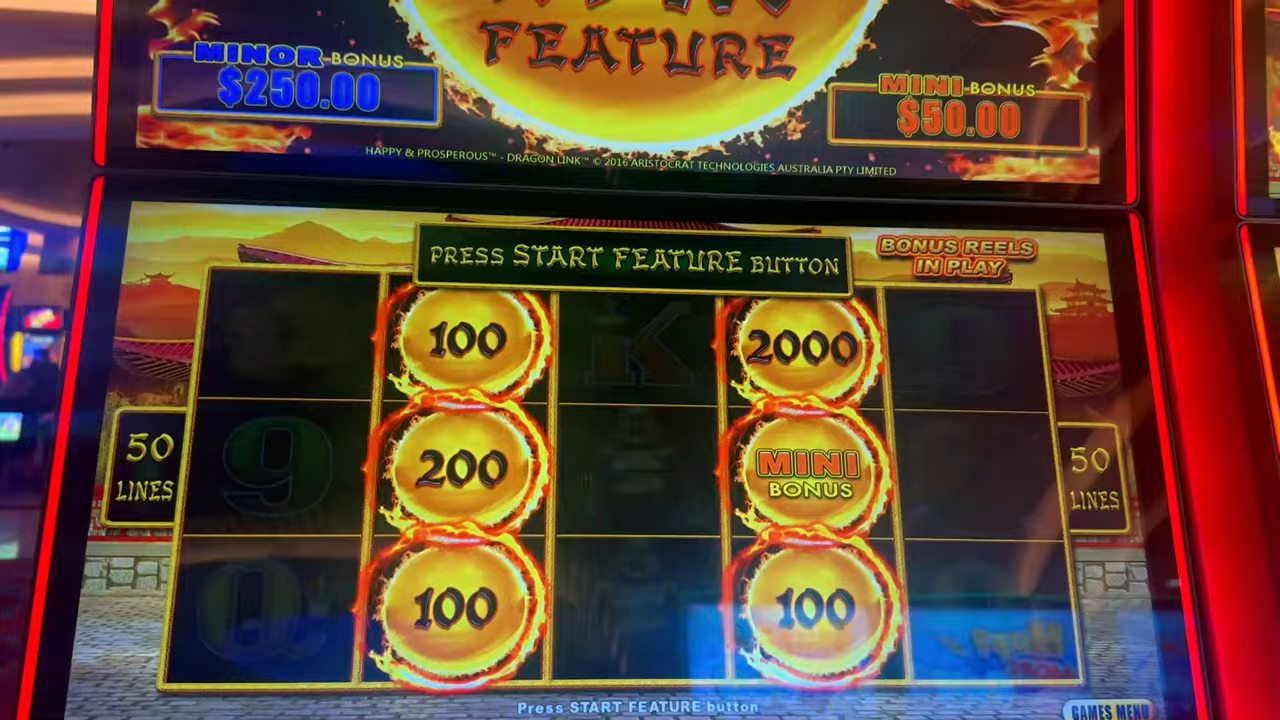 FEATURE
MINOR BONUS
$250.00
MINI BONUS
$50.00
HAPPY & PROSPEROUS™ - DRAGON LINK™ © 2016 ARISTOCRAT TECHNOLOGIES AUSTRALIA PTY LIMITED
PRESS START FEATURE BUTTON
BONUS REELS
IN PLAY
100
K
2000
50
LINES
9
200
MINI
BONUS
50
LINES
Q
100
100
Press START FEATURE button
GAMES MENU